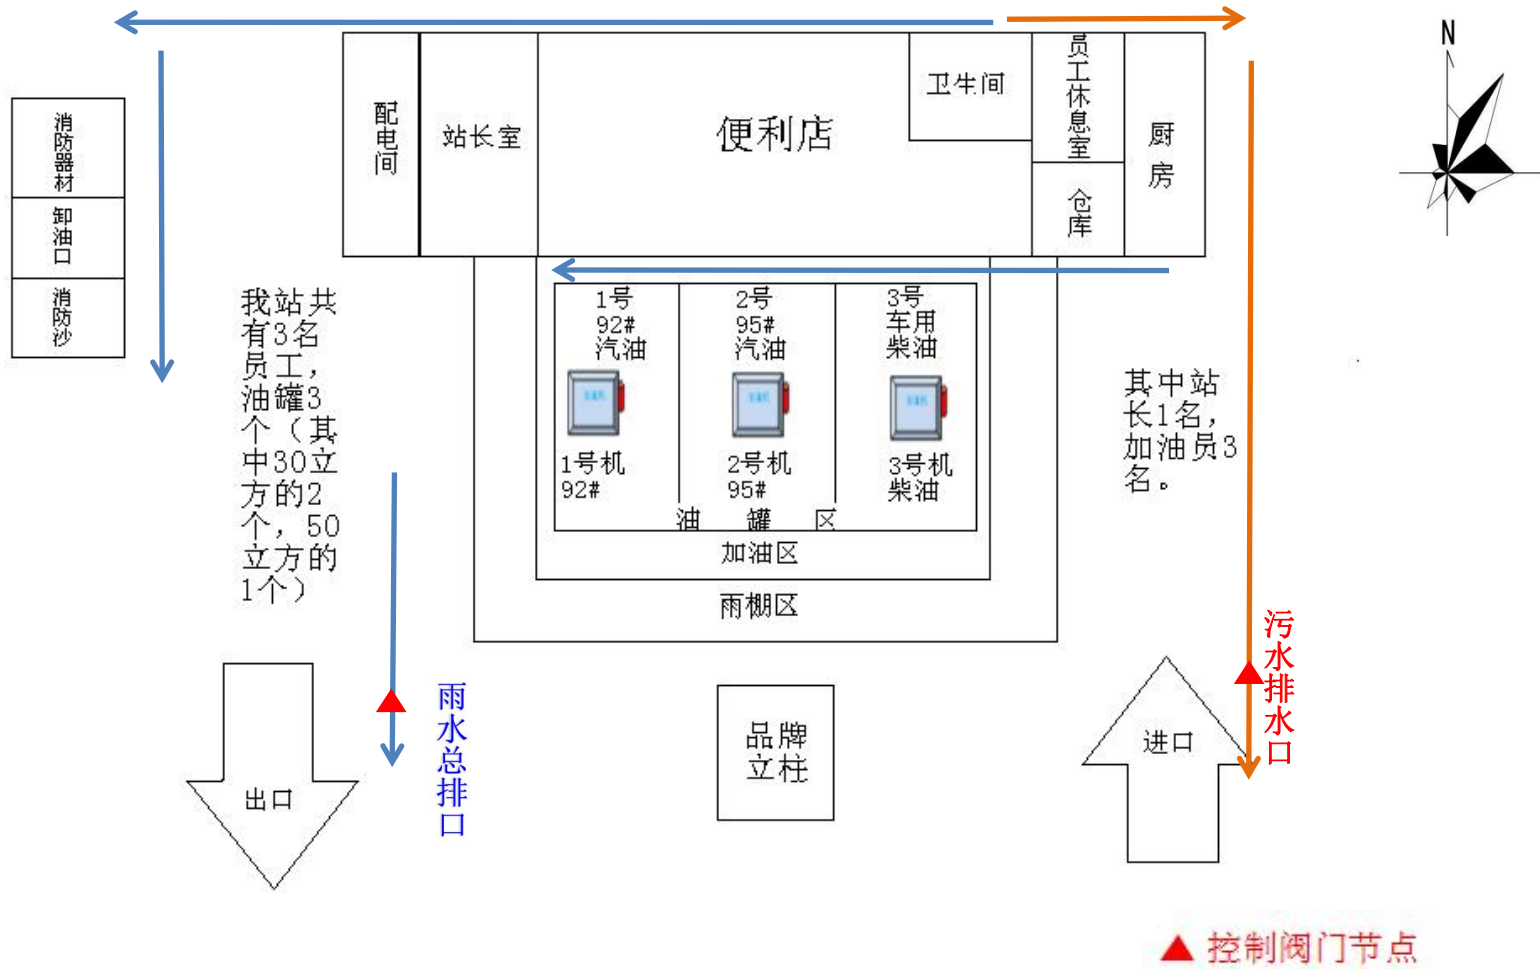 N
消防器材
卸油口
消防沙
配电间
站长室
便利店
卫生间
员工休息室
仓库
厨房
我站共
有3名
员工，
油罐3
个（其
中30立
方的2
个，50
立方的
1个）
1号
92#
汽油
2号
95#
汽油
3号
车用
柴油
1号机
92#
2号机
95#
3号机
柴油
油罐区
加油区
雨棚区
其中站
长1名，
加油员3
名。
出口
雨水总排口
品牌
立柱
进口
污水排水口
控制阀门节点